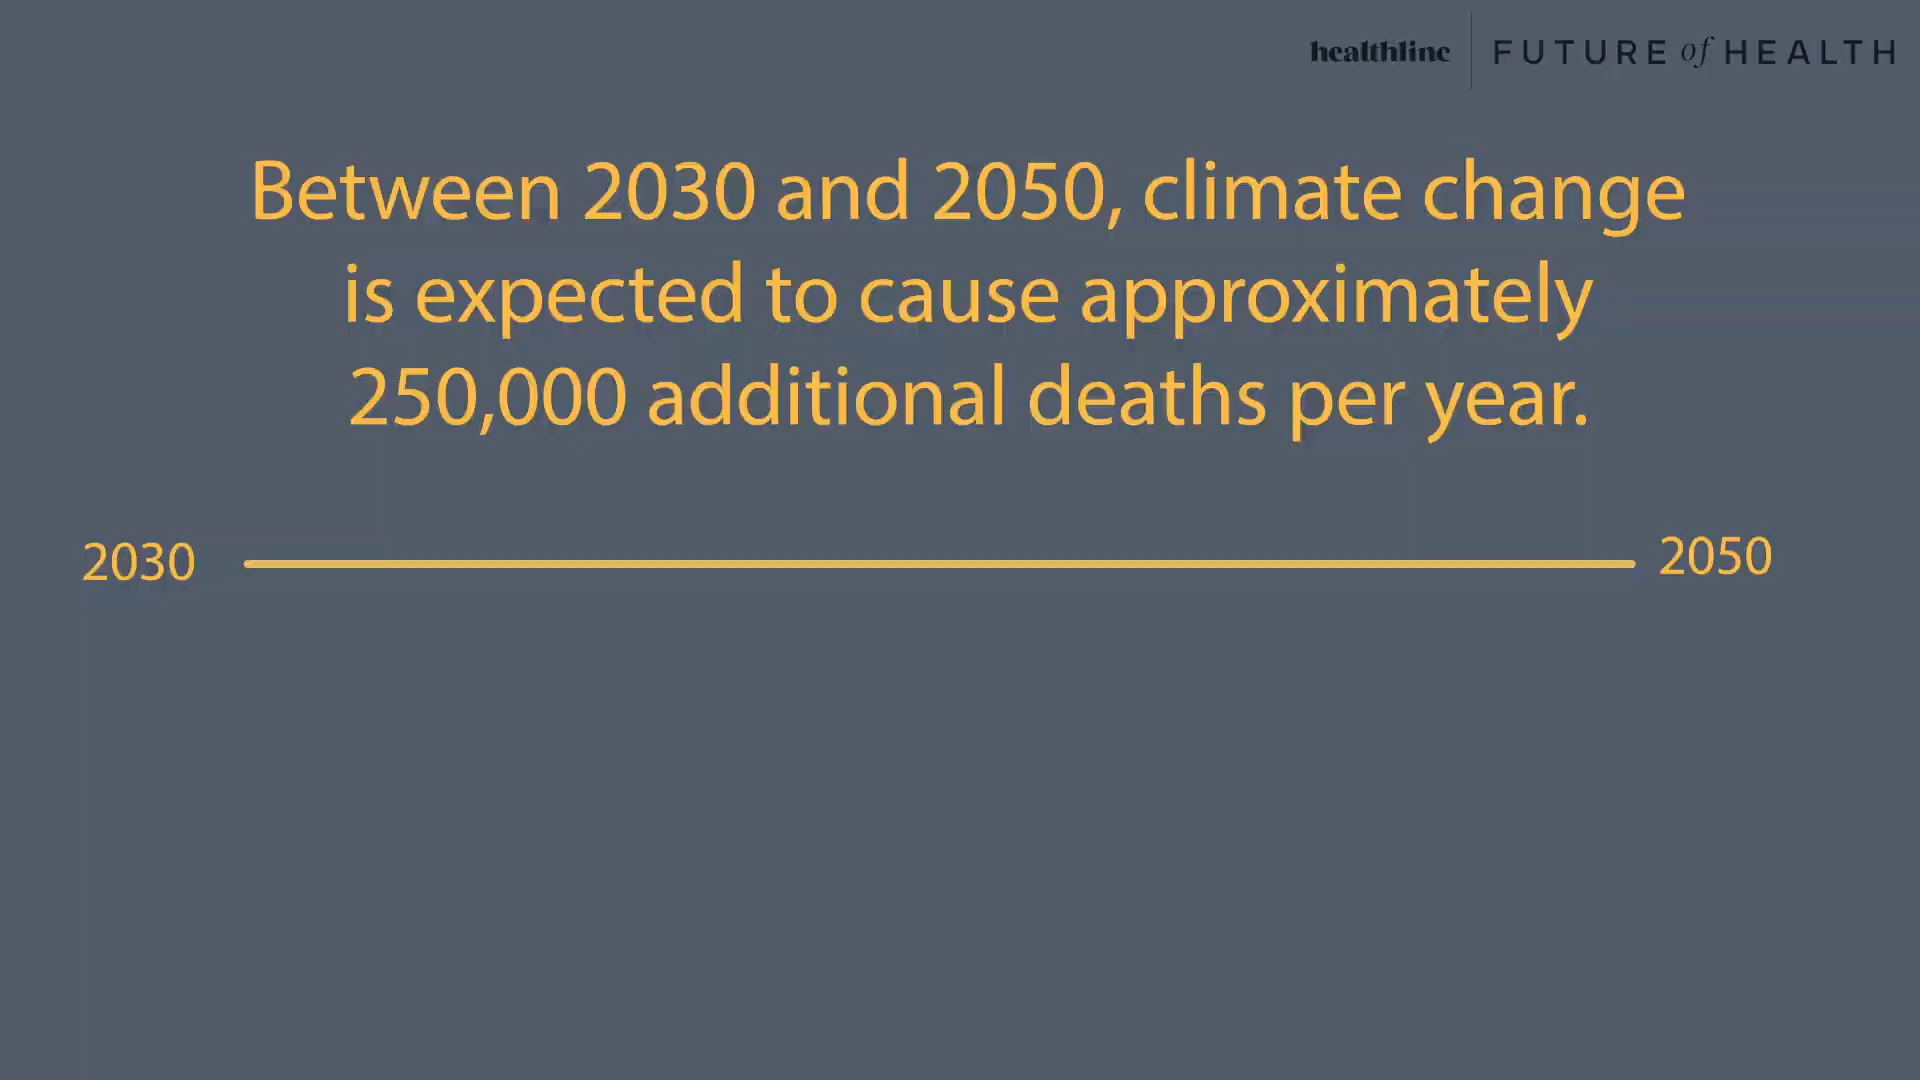 healthline | FUTURE of HEALTH
Between 2030 and 2050, climate change
is expected to cause approximately
250,000 additional deaths per year.
2030 2050